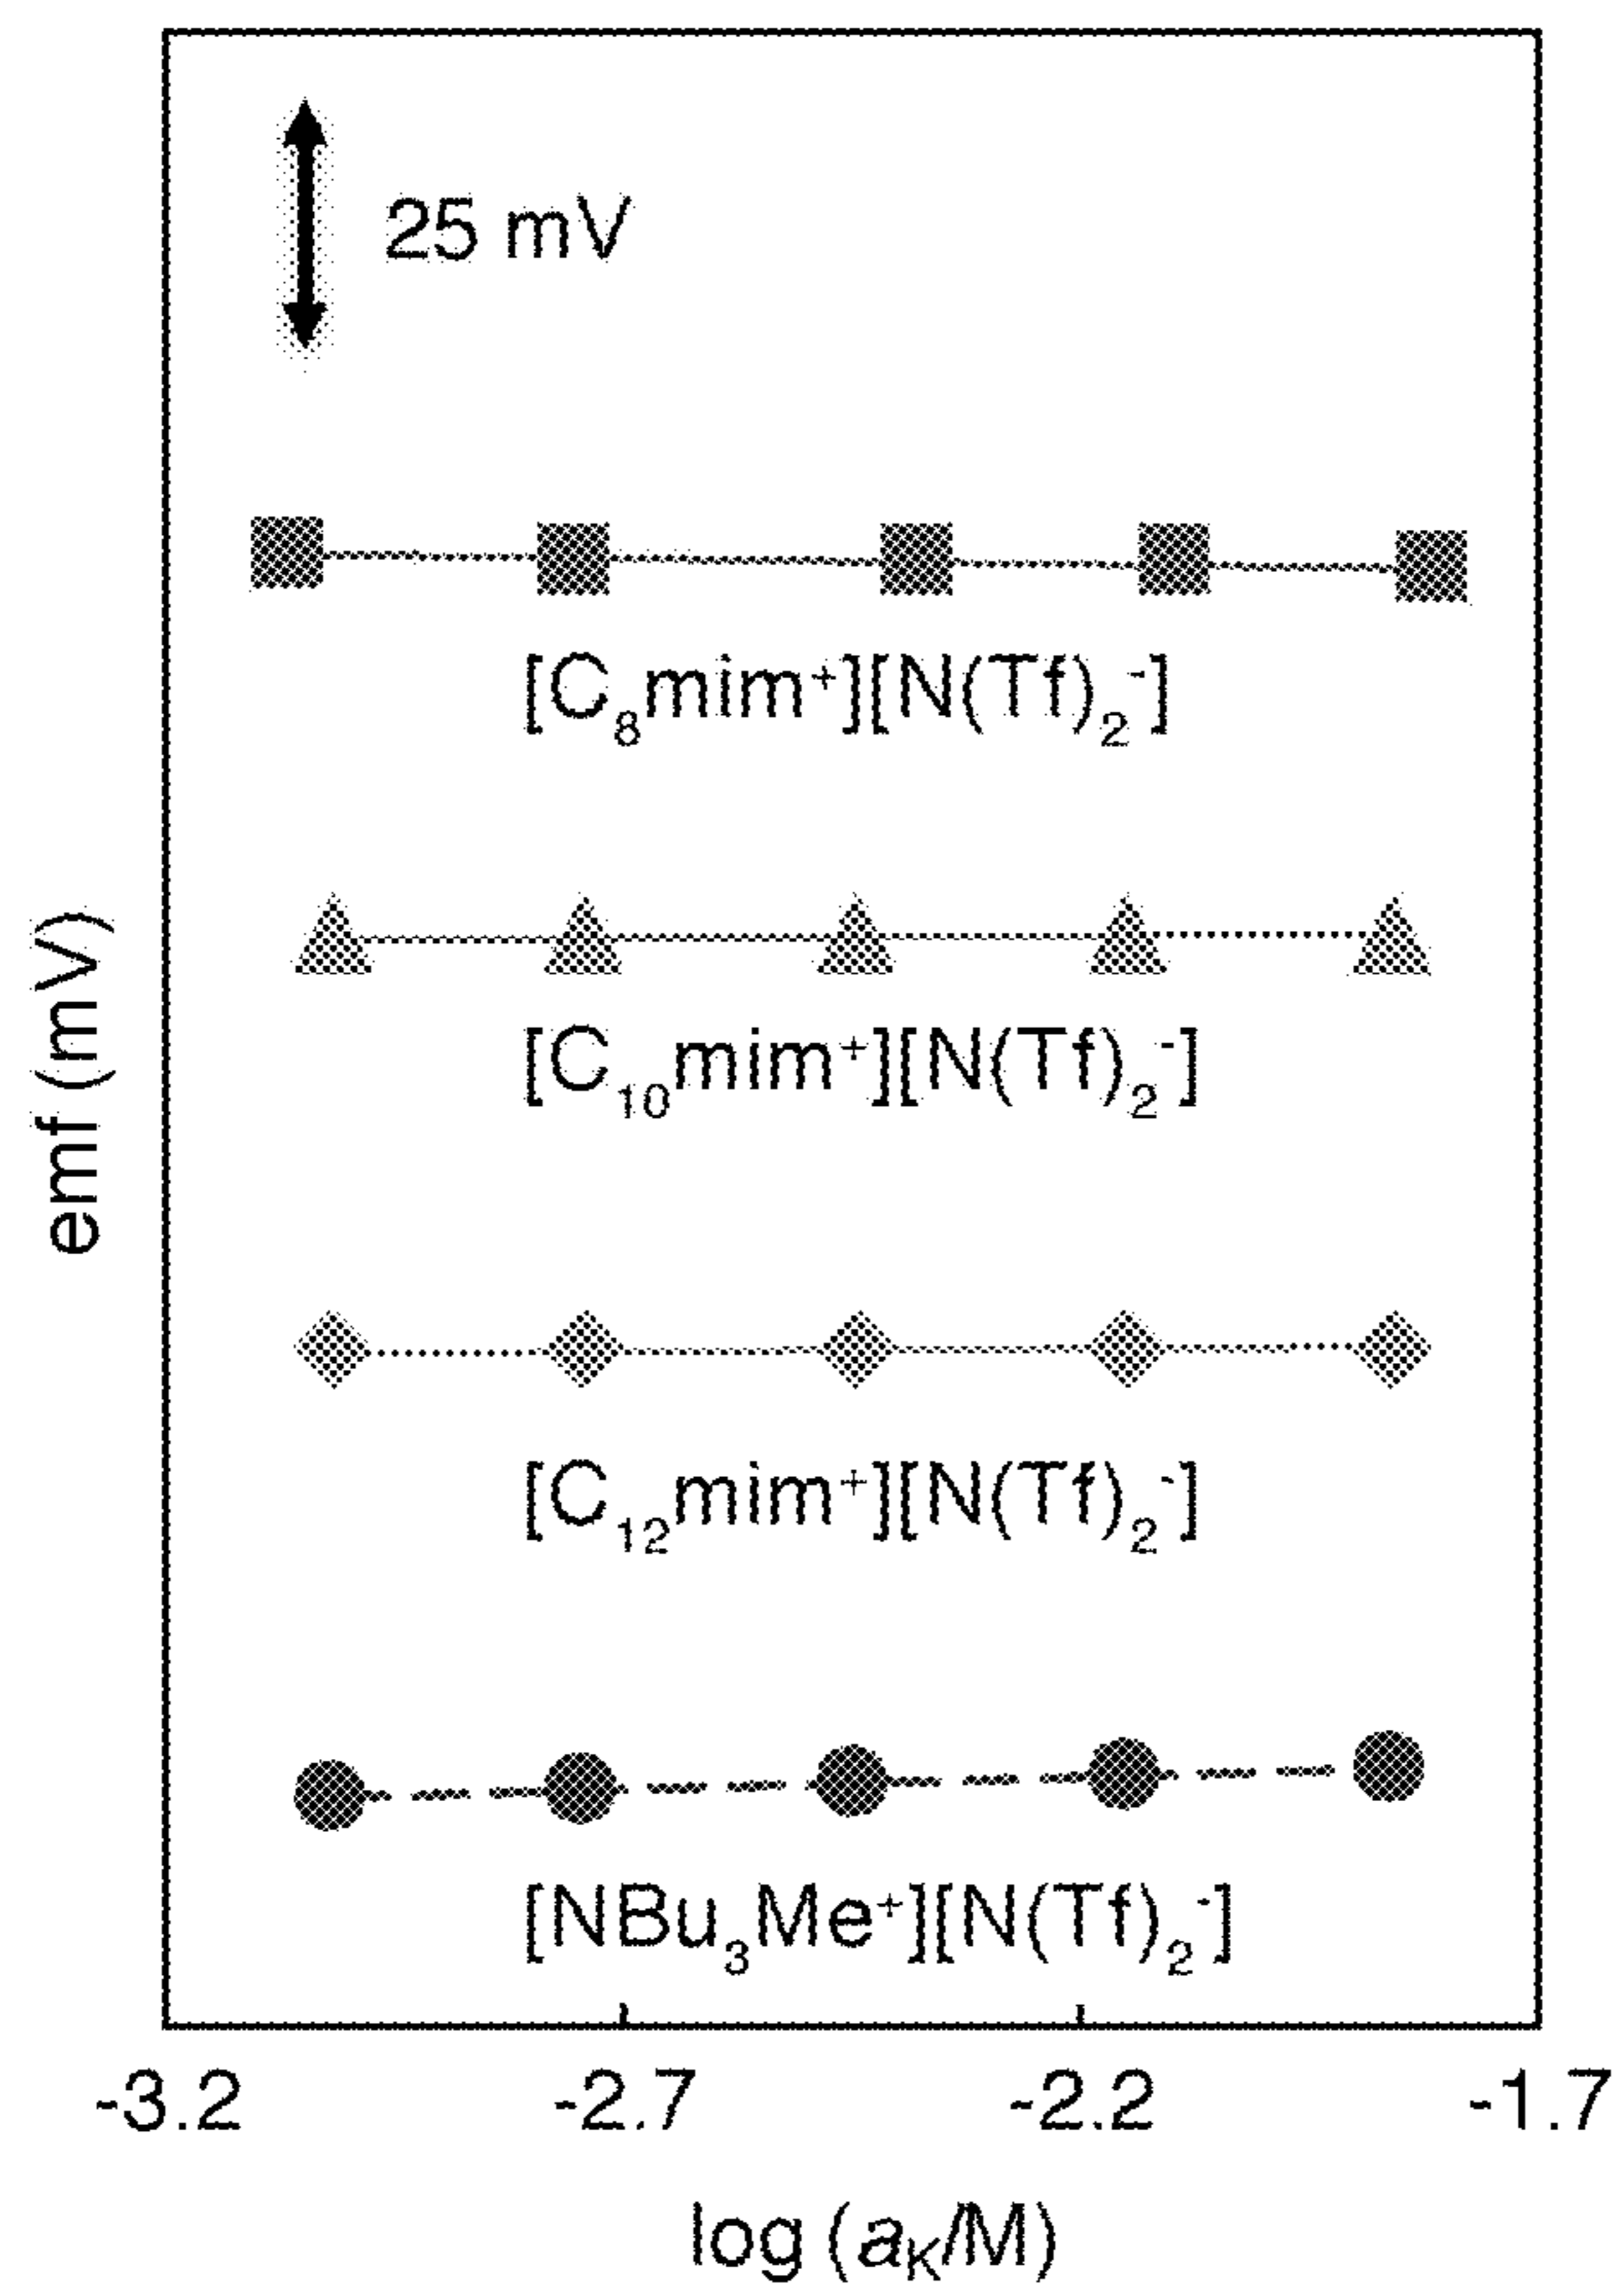 25 mV
[C₈mim⁺][N(Tf)₂⁻]
[C₁₀mim⁺][N(Tf)₂⁻]
emf (mV)
[C₁₂mim⁺][N(Tf)₂⁻]
[NBu₃Me⁺][N(Tf)₂⁻]
-3.2 -2.7 -2.2 -1.7
log (a_K/M)